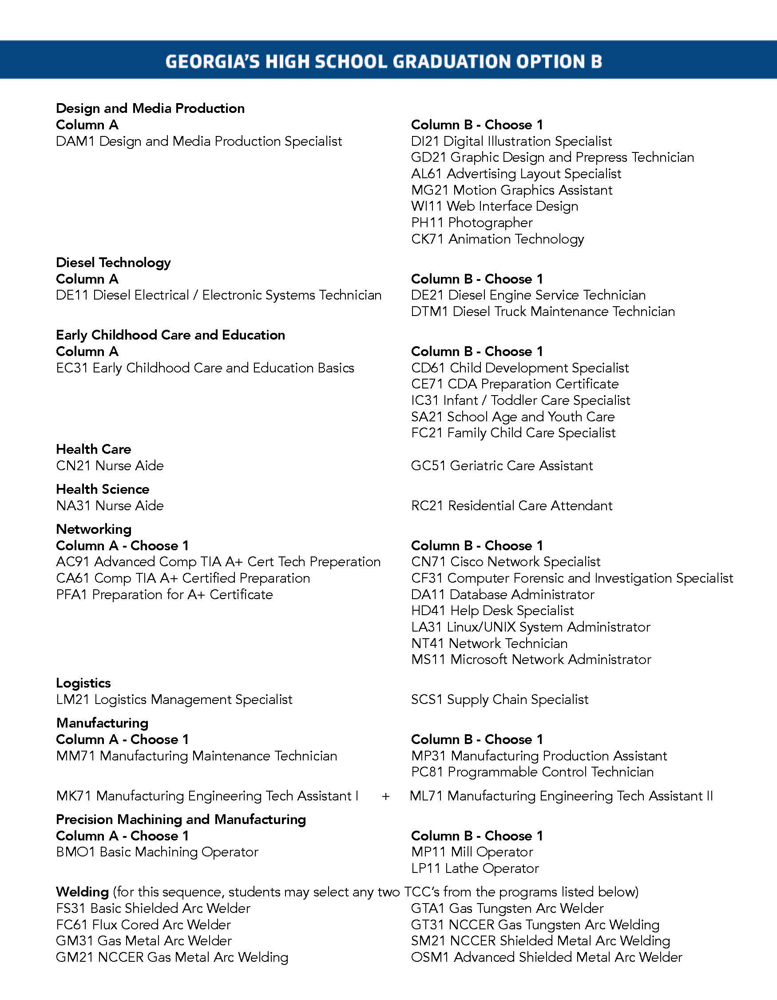 GEORGIA'S HIGH SCHOOL GRADUATION OPTION B
Design and Media Production
Column A
DAM1 Design and Media Production Specialist
Column B - Choose 1
DI21 Digital Illustration Specialist
GD21 Graphic Design and Prepress Technician
AL61 Advertising Layout Specialist
MG21 Motion Graphics Assistant
WI11 Web Interface Design
PH11 Photographer
CK71 Animation Technology
Diesel Technology
Column A
DE11 Diesel Electrical / Electronic Systems Technician
Column B - Choose 1
DE21 Diesel Engine Service Technician
DTM1 Diesel Truck Maintenance Technician
Early Childhood Care and Education
Column A
EC31 Early Childhood Care and Education Basics
Column B - Choose 1
CD61 Child Development Specialist
CE71 CDA Preparation Certificate
IC31 Infant / Toddler Care Specialist
SA21 School Age and Youth Care
FC21 Family Child Care Specialist
Health Care
CN21 Nurse Aide
GC51 Geriatric Care Assistant
Health Science
NA31 Nurse Aide
RC21 Residential Care Attendant
Networking
Column A - Choose 1
AC91 Advanced Comp TIA A+ Cert Tech Preperation
CA61 Comp TIA A+ Certified Preparation
PFA1 Preparation for A+ Certificate
Column B - Choose 1
CN71 Cisco Network Specialist
CF31 Computer Forensic and Investigation Specialist
DA11 Database Administrator
HD41 Help Desk Specialist
LA31 Linux/UNIX System Administrator
NT41 Network Technician
MS11 Microsoft Network Administrator
Logistics
LM21 Logistics Management Specialist
SCS1 Supply Chain Specialist
Manufacturing
Column A - Choose 1
MM71 Manufacturing Maintenance Technician
Column B - Choose 1
MP31 Manufacturing Production Assistant
PC81 Programmable Control Technician
MK71 Manufacturing Engineering Tech Assistant I + ML71 Manufacturing Engineering Tech Assistant II
Precision Machining and Manufacturing
Column A - Choose 1
BMO1 Basic Machining Operator
Column B - Choose 1
MP11 Mill Operator
LP11 Lathe Operator
Welding (for this sequence, students may select any two TCC's from the programs listed below)
FS31 Basic Shielded Arc Welder
FC61 Flux Cored Arc Welder
GM31 Gas Metal Arc Welder
GM21 NCCER Gas Metal Arc Welding
GTA1 Gas Tungsten Arc Welder
GT31 NCCER Gas Tungsten Arc Welding
SM21 NCCER Shielded Metal Arc Welding
OSM1 Advanced Shielded Metal Arc Welder